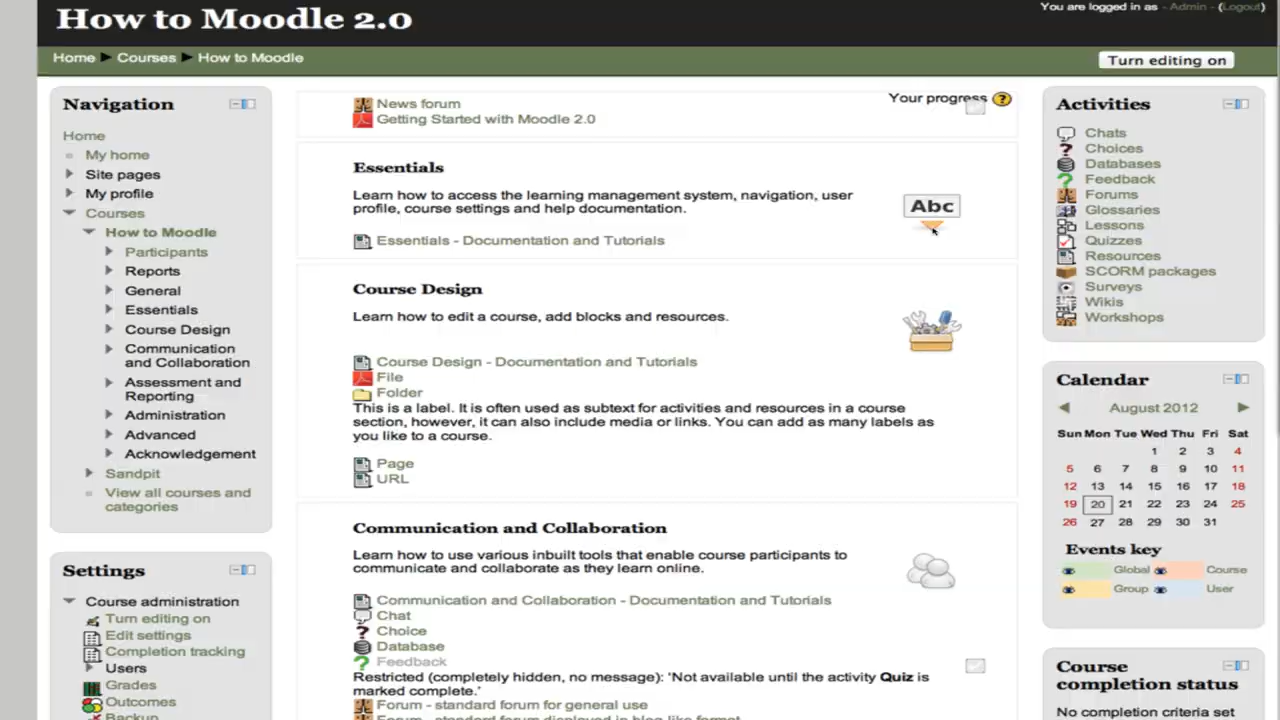 How to Moodle 2.0
You are logged in as - Admin - (Logout)
Home ► Courses ► How to Moodle
Turn editing on
Navigation
Home
My home
Site pages
My profile
Courses
How to Moodle
Participants
Reports
General
Essentials
Course Design
Communication
and Collaboration
Assessment and
Reporting
Administration
Advanced
Acknowledgement
Sandpit
View all courses and
categories
Settings
Course administration
Turn editing on
Edit settings
Completion tracking
Users
Grades
Outcomes
Backup
Your progress
News forum
Getting Started with Moodle 2.0
Essentials
Learn how to access the learning management system, navigation, user
profile, course settings and help documentation.
Abc
Essentials - Documentation and Tutorials
Course Design
Learn how to edit a course, add blocks and resources.
Course Design - Documentation and Tutorials
File
Folder
This is a label. It is often used as subtext for activities and resources in a course
section, however, it can also include media or links. You can add as many labels as
you like to a course.
Page
URL
Communication and Collaboration
Learn how to use various inbuilt tools that enable course participants to
communicate and collaborate as they learn online.
Communication and Collaboration - Documentation and Tutorials
Chat
Choice
Database
Feedback
Restricted (completely hidden, no message): 'Not available until the activity Quiz is
marked complete.'
Forum - standard forum for general use
Forum - standard forum displayed in blog-like format
Activities
Chats
Choices
Databases
Feedback
Forums
Glossaries
Lessons
Quizzes
Resources
SCORM packages
Surveys
Wikis
Workshops
Calendar
◄ August 2012 ►
Sun Mon Tue Wed Thu Fri Sat
1 2 3 4
5 6 7 8 9 10 11
12 13 14 15 16 17 18
19 20 21 22 23 24 25
26 27 28 29 30 31
Events key
Global Course
Group User
Course
completion status
No completion criteria set